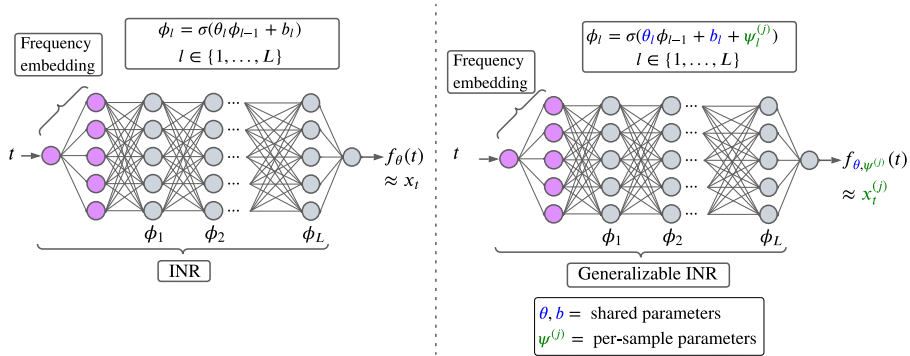 Frequency
embedding
ϕ_l = σ(θ_l ϕ_{l−1} + b_l)
l ∈ {1, … , L}
t
···
···
f_θ(t)
≈ x_t
···
···
ϕ_1
ϕ_2
ϕ_L
INR
ϕ_l = σ(θ_l ϕ_{l−1} + b_l + ψ_l^{(j)})
l ∈ {1, … , L}
Frequency
embedding
t
···
···
f_{θ,ψ^{(j)}}(t)
≈ x_t^{(j)}
···
···
ϕ_1
ϕ_2
ϕ_L
Generalizable INR
θ, b = shared parameters
ψ^{(j)} = per-sample parameters